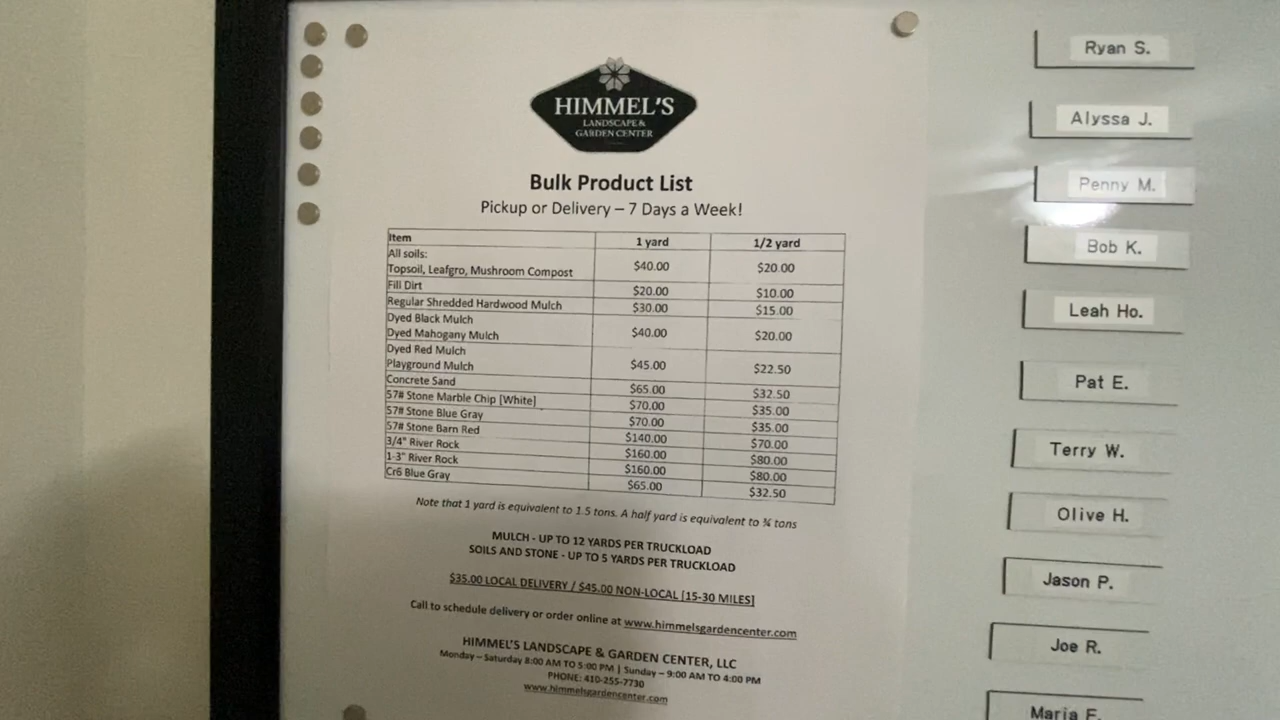 HIMMEL'S
LANDSCAPE &
GARDEN CENTER
Bulk Product List
Pickup or Delivery – 7 Days a Week!
Item 1 yard 1/2 yard
All soils:
Topsoil, Leafgro, Mushroom Compost $40.00 $20.00
Fill Dirt $20.00 $10.00
Regular Shredded Hardwood Mulch $30.00 $15.00
Dyed Black Mulch
Dyed Mahogany Mulch $40.00 $20.00
Dyed Red Mulch
Playground Mulch $45.00 $22.50
Concrete Sand $65.00 $32.50
57# Stone Marble Chip [White] $70.00 $35.00
57# Stone Blue Gray $70.00 $35.00
57# Stone Barn Red $140.00 $70.00
3/4" River Rock $160.00 $80.00
1-3" River Rock $160.00 $80.00
Cr6 Blue Gray $65.00 $32.50
Note that 1 yard is equivalent to 1.5 tons. A half yard is equivalent to ¾ tons
MULCH - UP TO 12 YARDS PER TRUCKLOAD
SOILS AND STONE - UP TO 5 YARDS PER TRUCKLOAD
$35.00 LOCAL DELIVERY / $45.00 NON-LOCAL [15-30 MILES]
Call to schedule delivery or order online at www.himmelsgardencenter.com
HIMMEL'S LANDSCAPE & GARDEN CENTER, LLC
Monday – Saturday 8:00 AM TO 5:00 PM | Sunday – 9:00 AM TO 4:00 PM
PHONE: 410-255-7730
www.himmelsgardencenter.com
Ryan S.
Alyssa J.
Penny M.
Bob K.
Leah Ho.
Pat E.
Terry W.
Olive H.
Jason P.
Joe R.
Maria E.